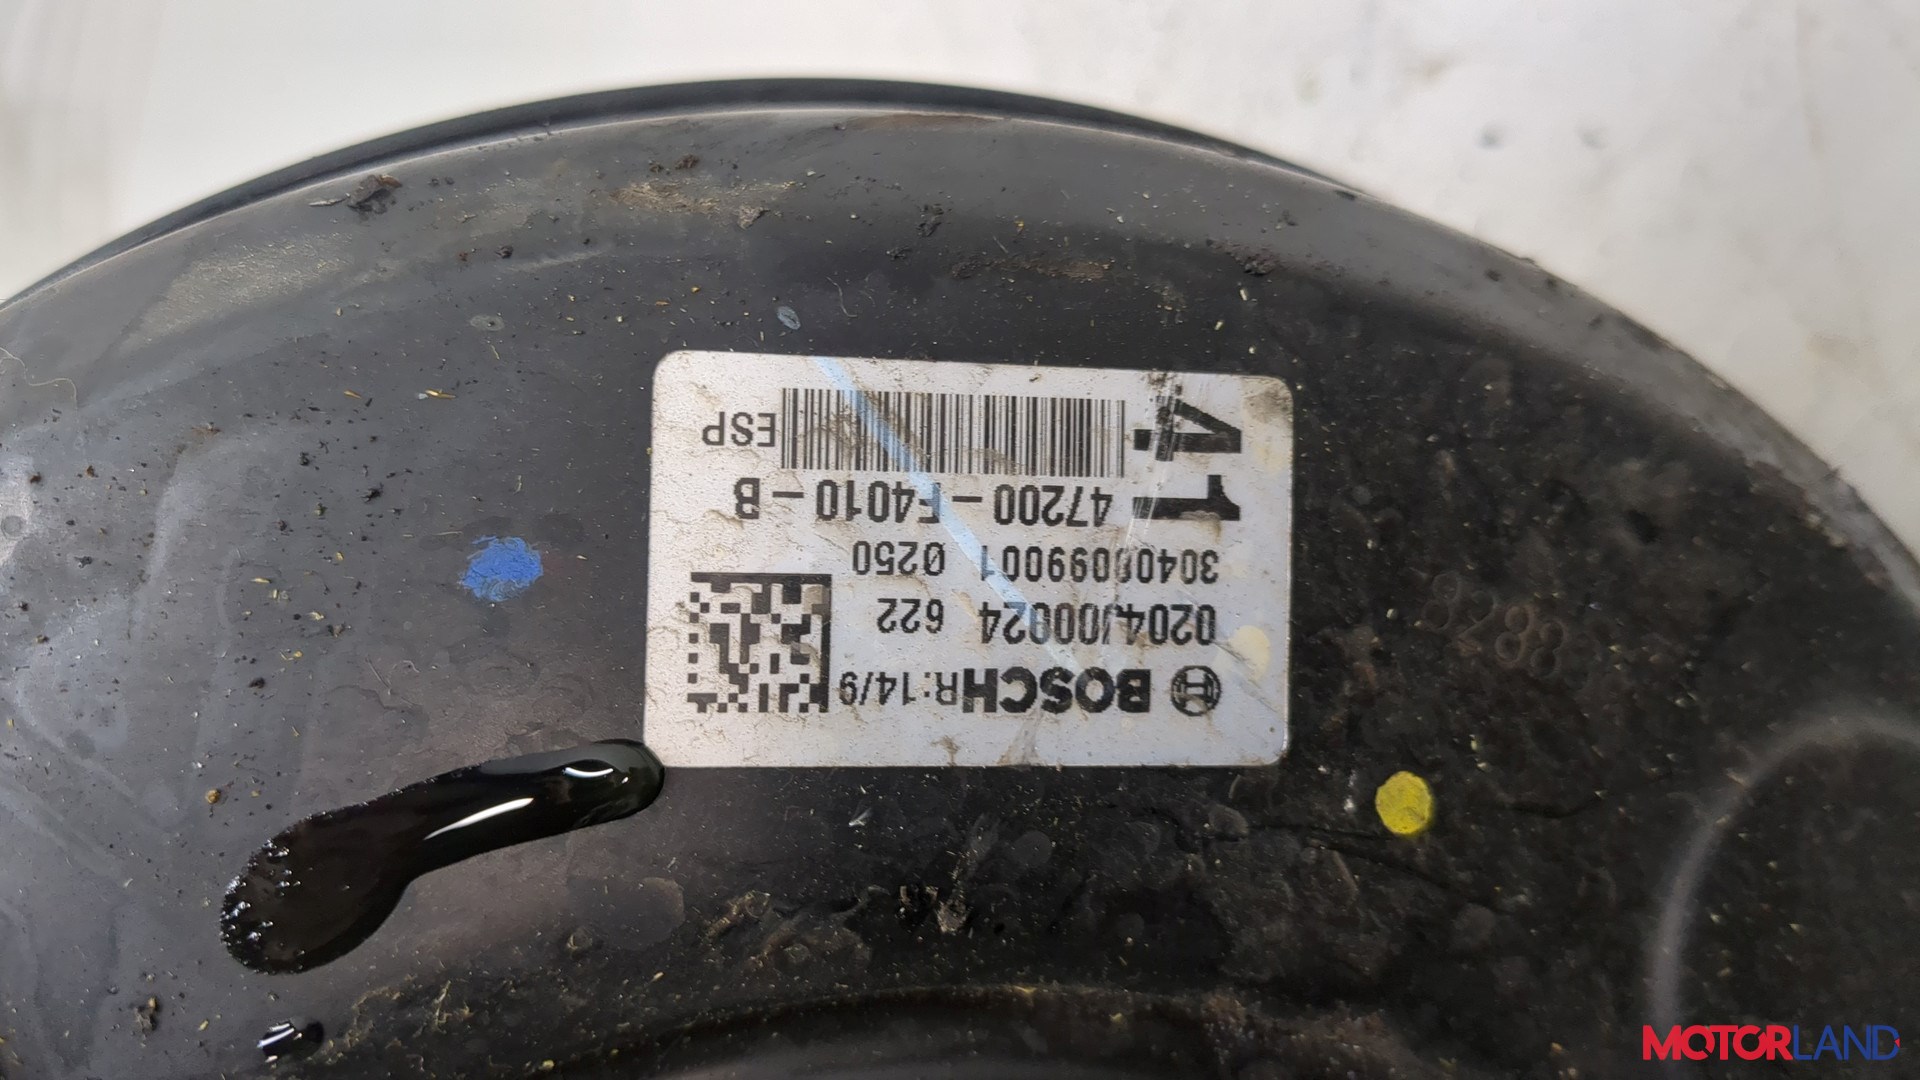 BOSCH R:14/9
0204J00024 622
3040099001 0250
47200-F4010-B
41
ESP
MOTORLAND